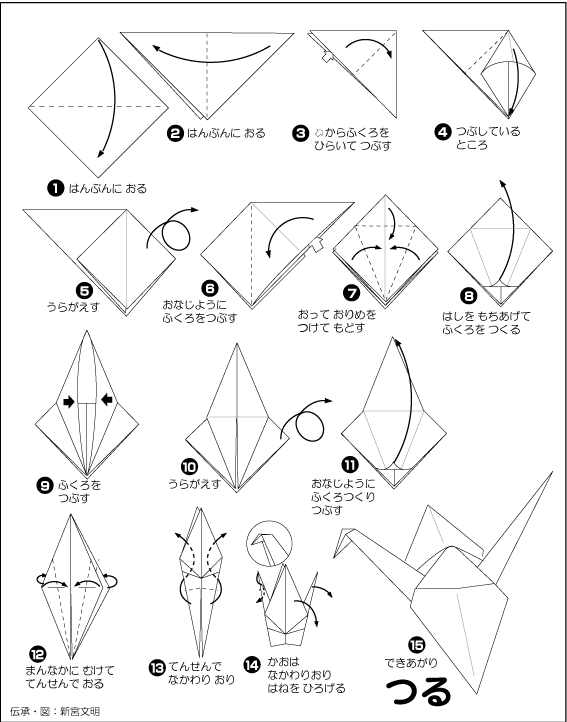 1 はんぶんに おる
2 はんぶんに おる
3 ⇧からふくろを
ひらいて つぶす
4 つぶしている
ところ
5
うらがえす
6
おなじように
ふくろをつぶす
7
おって おりめを
つけて もどす
8
はしを もちあげて
ふくろを つくる
9 ふくろを
つぶす
10
うらがえす
11
おなじように
ふくろつくり
つぶす
12
まんなかに むけて
てんせんで おる
13 てんせんで
なかわり おり
14 かおは
なかわりおり
はねを ひろげる
15
できあがり
つる
伝承・図：新宮文明